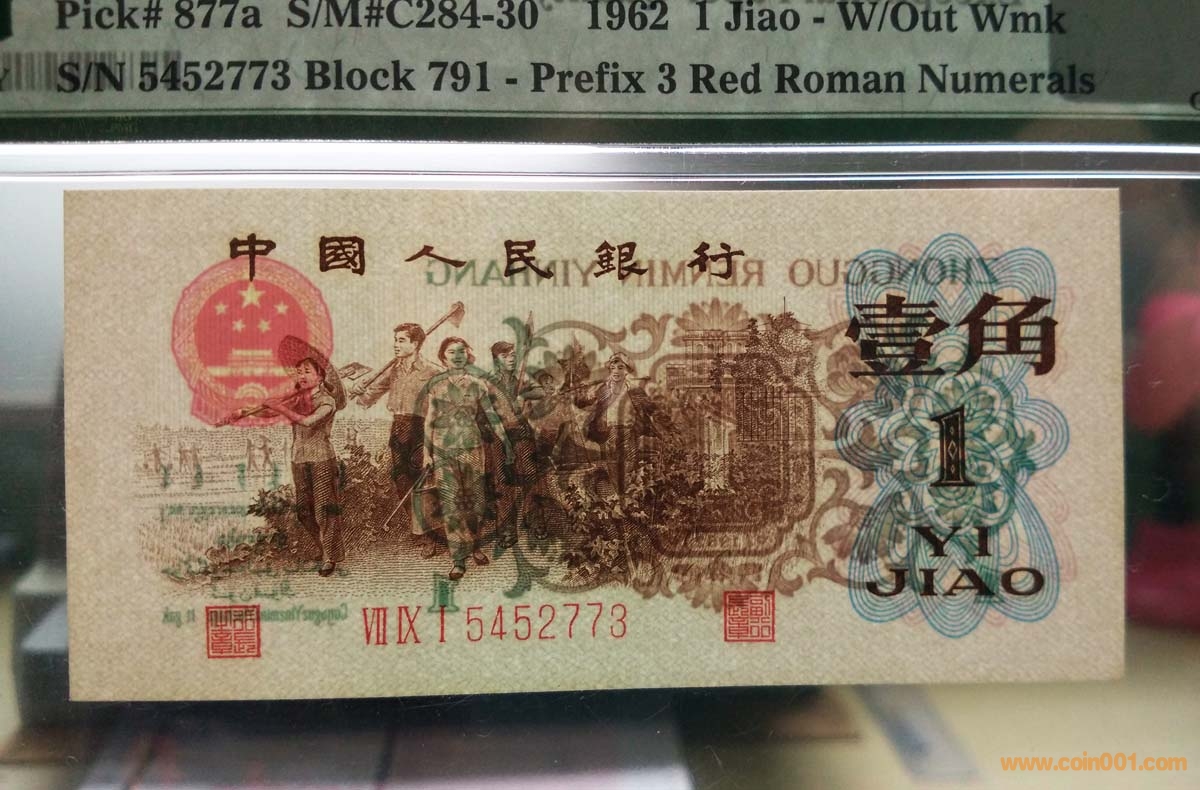 Pick# 877a S/M#C284-30 1962 1 Jiao - W/Out Wmk
S/N 5452773 Block 791 - Prefix 3 Red Roman Numerals
中國人民銀行
ZHONGGUO RENMIN YINHANG
壹角
1
YI
JIAO
VIII IX I 5452773
www.coin001.com